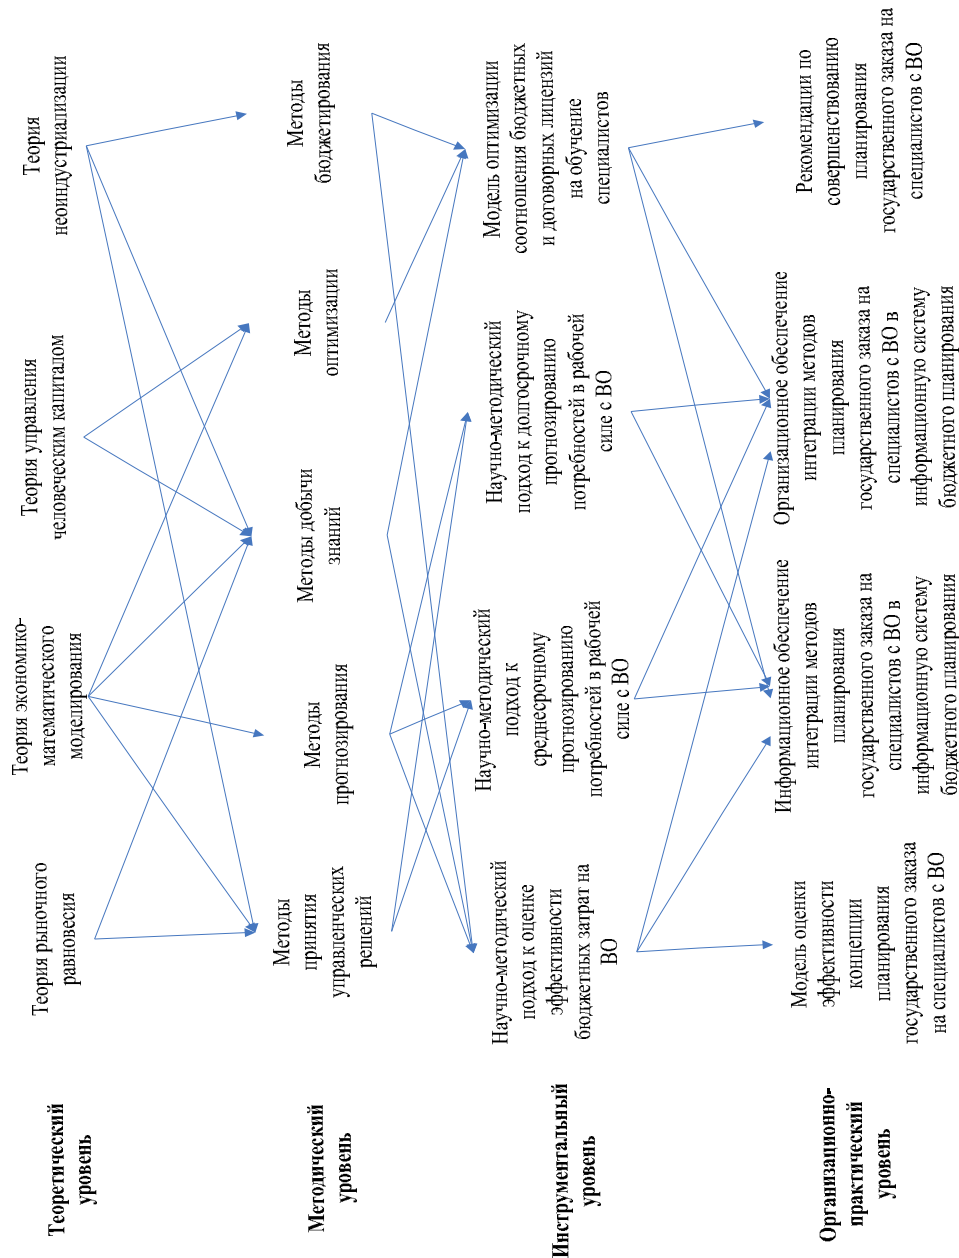 Теоретический
уровень
Теория рыночного
равновесия
Теория экономико-
математического
моделирования
Теория управления
человеческим капиталом
Теория
неоиндустриализации
Методический
уровень
Методы
принятия
управленческих
решений
Методы
прогнозирования
Методы добычи
знаний
Методы
оптимизации
Методы
бюджетирования
Инструментальный
уровень
Научно-методический
подход к оценке
эффективности
бюджетных затрат на
ВО
Научно-методический
подход к
среднесрочному
прогнозированию
потребностей в рабочей
силе с ВО
Научно-методический
подход к долгосрочному
прогнозированию
потребностей в рабочей
силе с ВО
Модель оптимизации
соотношения бюджетных
и договорных лицензий
на обучение
специалистов
Организационно-
практический
уровень
Модель оценки
эффективности
концепции
планирования
государственного заказа
на специалистов с ВО
Информационное обеспечение
интеграции методов
планирования
государственного заказа на
специалистов с ВО в
информационную систему
бюджетного планирования
Организационное обеспечение
интеграции методов
планирования
государственного заказа на
специалистов с ВО в
информационную систему
бюджетного планирования
Рекомендации по
совершенствованию
планирования
государственного заказа на
специалистов с ВО